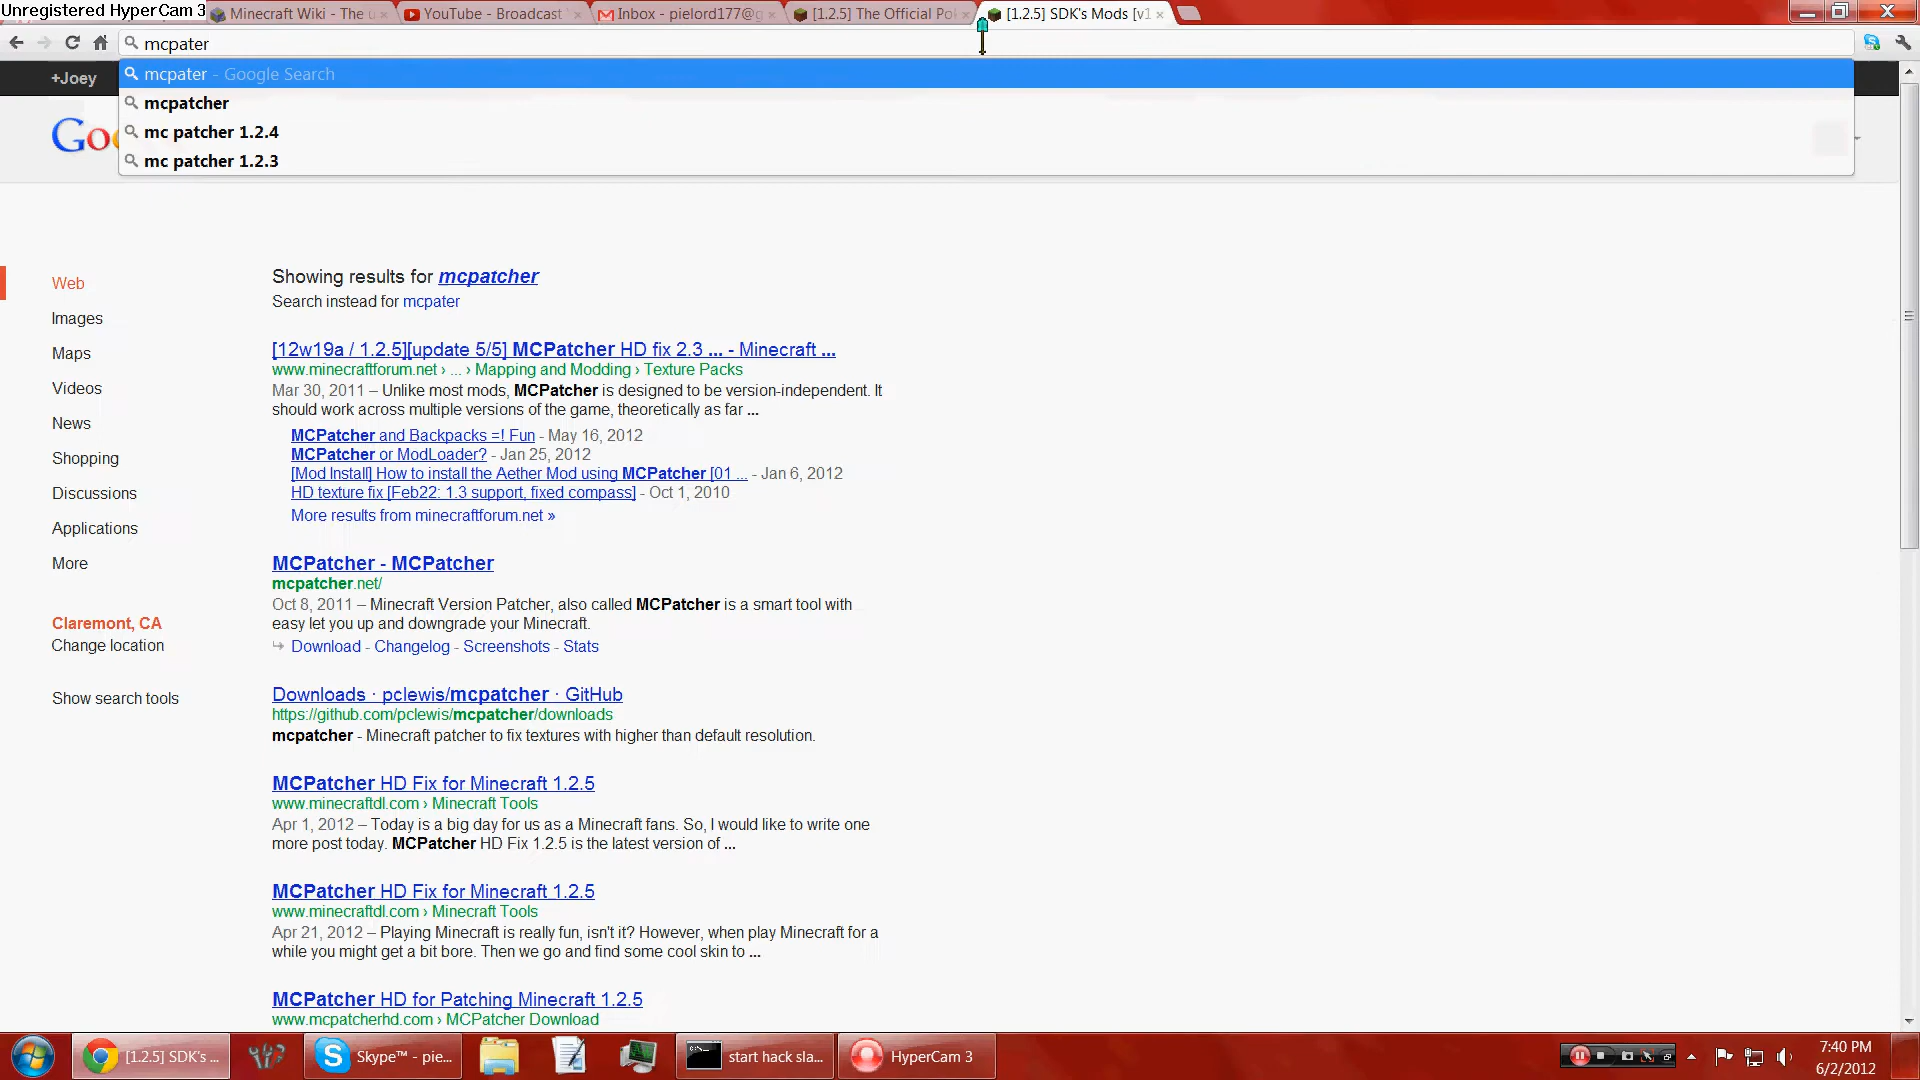 Unregistered HyperCam 3
Minecraft Wiki - The u
YouTube - Broadcast
Inbox - pielord177@g
[1.2.5] The Official Po
[1.2.5] SDK's Mods [v1
mcpater
+Joey
mcpater - Google Search
mcpatcher
mc patcher 1.2.4
mc patcher 1.2.3
Goo
Web
Images
Maps
Videos
News
Shopping
Discussions
Applications
More
Claremont, CA
Change location
Show search tools
Showing results for mcpatcher
Search instead for mcpater
[12w19a / 1.2.5][update 5/5] MCPatcher HD fix 2.3 ... - Minecraft ...
www.minecraftforum.net › ... › Mapping and Modding › Texture Packs
Mar 30, 2011 – Unlike most mods, MCPatcher is designed to be version-independent. It
should work across multiple versions of the game, theoretically as far ...
MCPatcher and Backpacks =! Fun - May 16, 2012
MCPatcher or ModLoader? - Jan 25, 2012
[Mod Install] How to install the Aether Mod using MCPatcher [01 ... - Jan 6, 2012
HD texture fix [Feb22: 1.3 support, fixed compass] - Oct 1, 2010
More results from minecraftforum.net »
MCPatcher - MCPatcher
mcpatcher.net/
Oct 8, 2011 – Minecraft Version Patcher, also called MCPatcher is a smart tool with
easy let you up and downgrade your Minecraft.
Download - Changelog - Screenshots - Stats
Downloads · pclewis/mcpatcher · GitHub
https://github.com/pclewis/mcpatcher/downloads
mcpatcher - Minecraft patcher to fix textures with higher than default resolution.
MCPatcher HD Fix for Minecraft 1.2.5
www.minecraftdl.com › Minecraft Tools
Apr 1, 2012 – Today is a big day for us as a Minecraft fans. So, I would like to write one
more post today. MCPatcher HD Fix 1.2.5 is the latest version of ...
MCPatcher HD Fix for Minecraft 1.2.5
www.minecraftdl.com › Minecraft Tools
Apr 21, 2012 – Playing Minecraft is really fun, isn't it? However, when play Minecraft for a
while you might get a bit bore. Then we go and find some cool skin to ...
MCPatcher HD for Patching Minecraft 1.2.5
www.mcpatcherhd.com › MCPatcher Download
[1.2.5] SDK's ...
Skype™ - pie...
start hack sla...
HyperCam 3
7:40 PM
6/2/2012